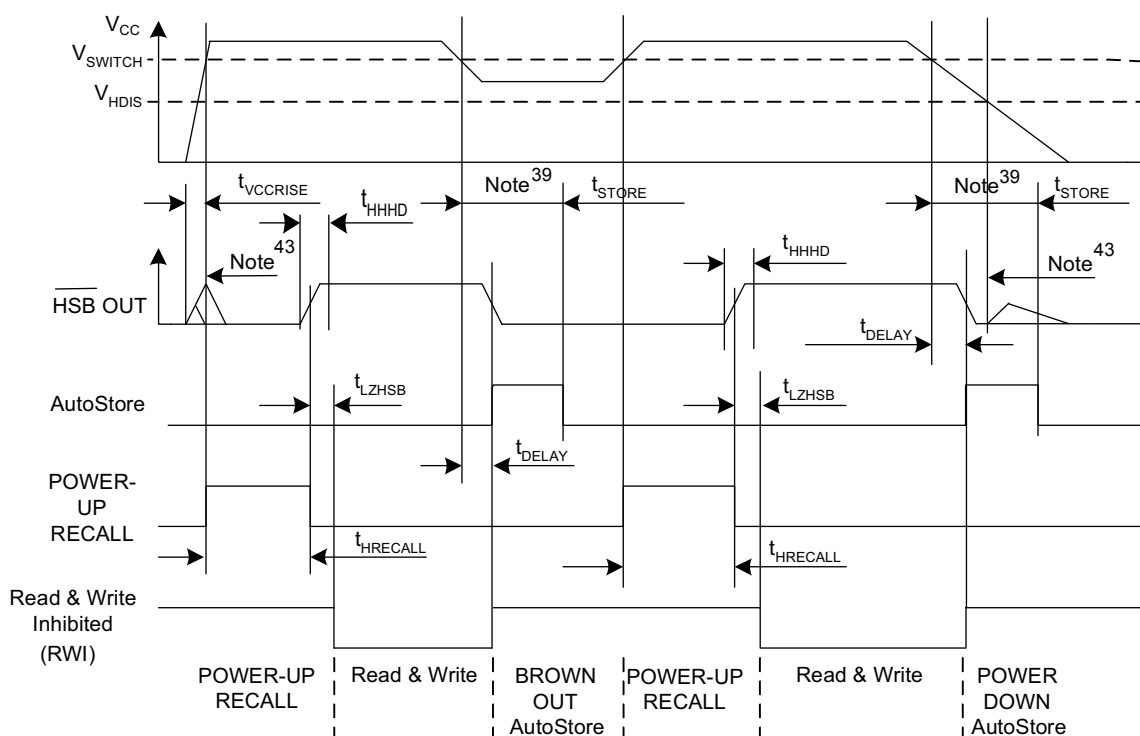 VCC
VSWITCH
VHDIS
tVCCRISE
tHHHD
Note39
tSTORE
Note39
tSTORE
Note43
tHHHD
Note43
HSB OUT
tDELAY
tLZHSB
tLZHSB
AutoStore
tDELAY
POWER-
UP
RECALL
tHRECALL
tHRECALL
Read & Write
Inhibited
(RWI)
POWER-UP
RECALL
Read & Write
BROWN
OUT
AutoStore
POWER-UP
RECALL
Read & Write
POWER
DOWN
AutoStore